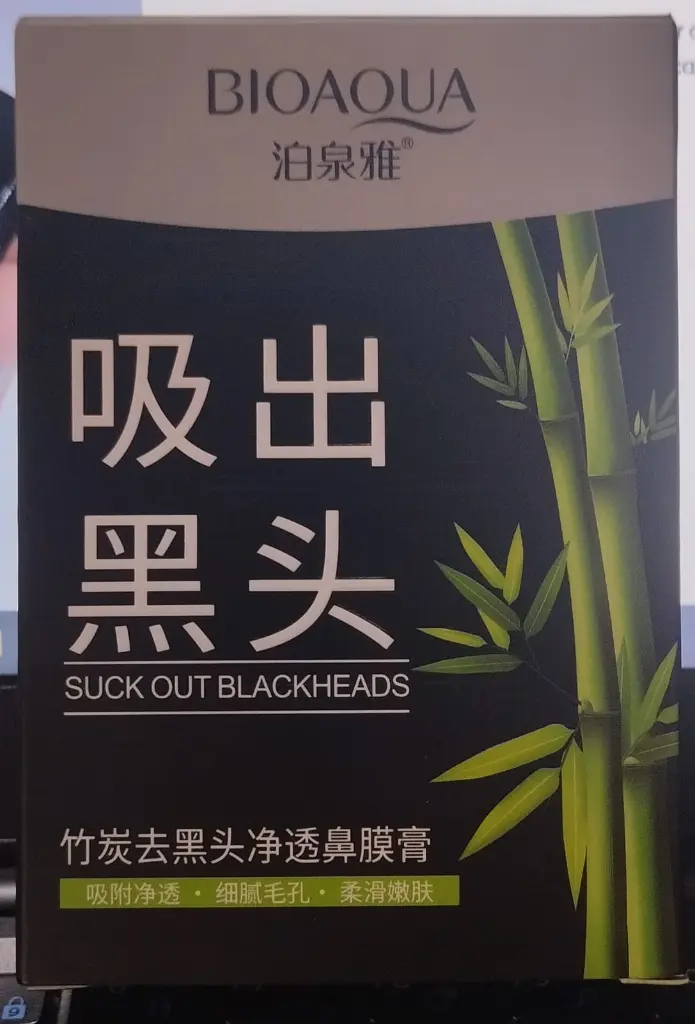 BIOAQUA
泊泉雅®
吸出
黑头
SUCK OUT BLACKHEADS
竹炭去黑头净透鼻膜膏
吸附净透 · 细腻毛孔 · 柔滑嫩肤
9